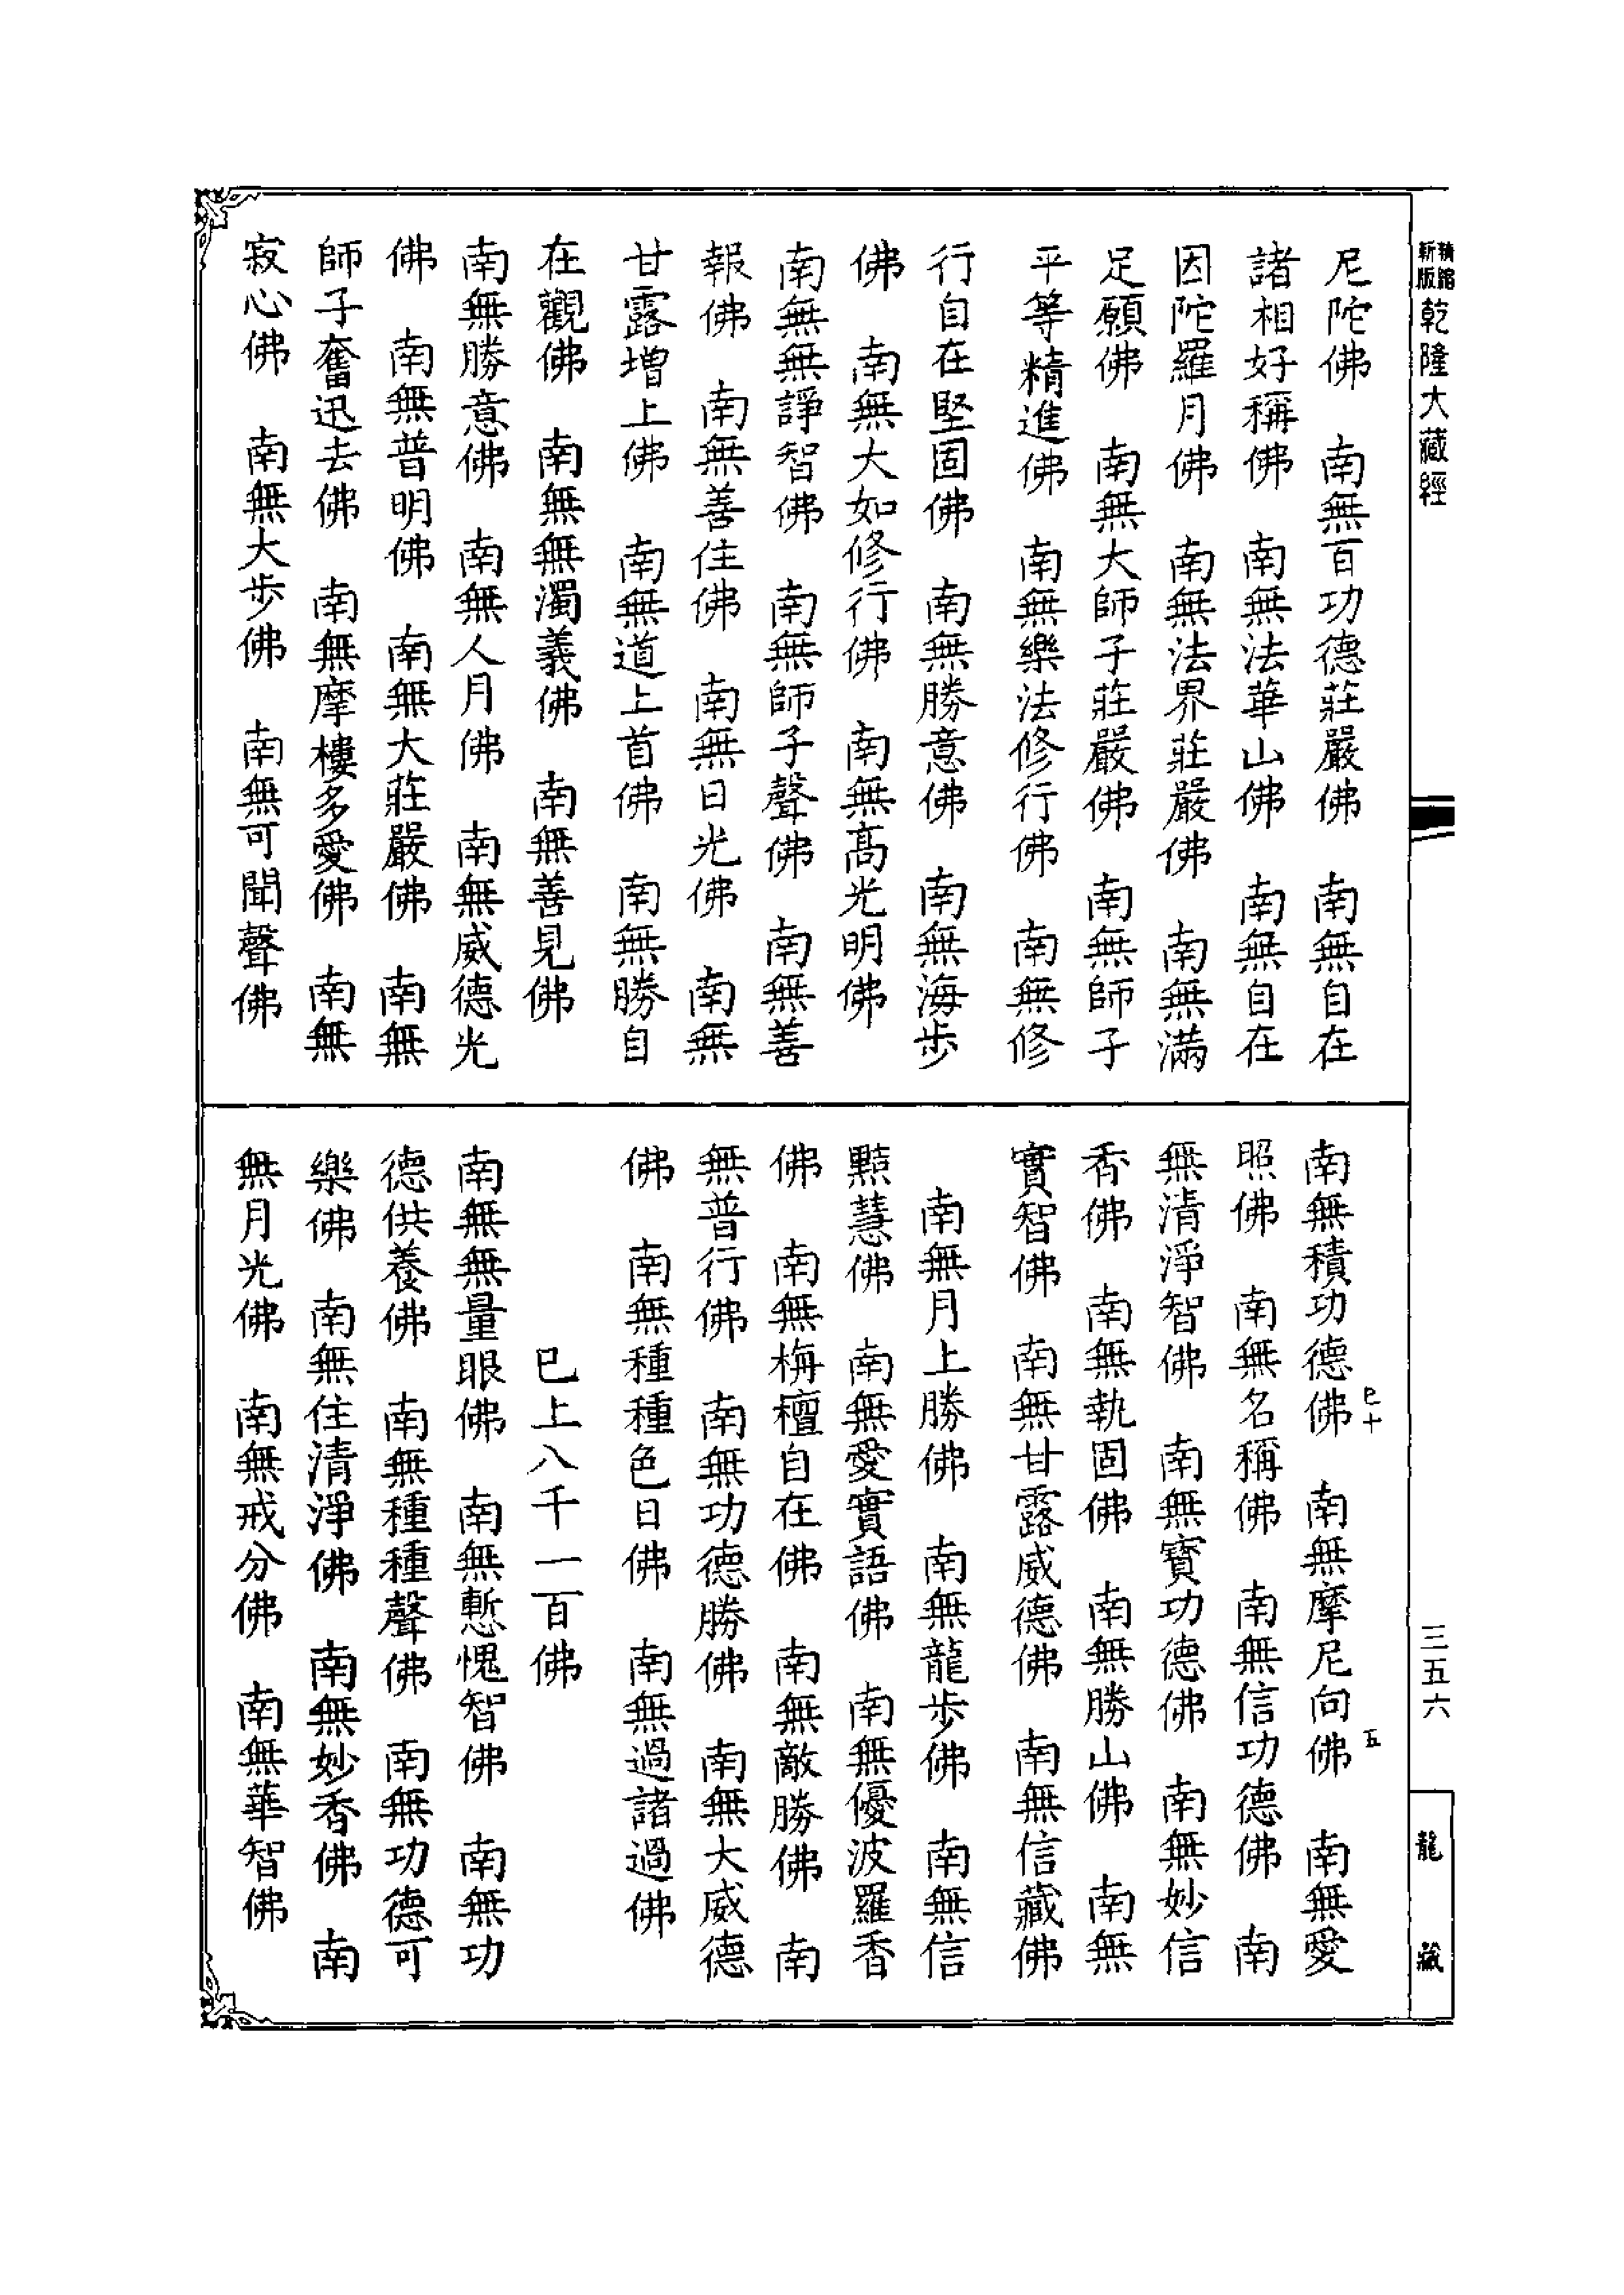 精縮
新版
乾隆大藏經
三五六
龍藏
尼陀佛　南無百功德莊嚴佛　南無自在
諸相好稱佛　南無法華山佛　南無自在
因陀羅月佛　南無法界莊嚴佛　南無滿
足願佛　南無大師子莊嚴佛　南無師子
平等精進佛　南無樂法修行佛　南無修
行自在堅固佛　南無勝意佛　南無海步
佛　南無大如修行佛　南無高光明佛
南無無諍智佛　南無師子聲佛　南無善
報佛　南無善住佛　南無日光佛　南無
甘露增上佛　南無道上首佛　南無勝自
在觀佛　南無無濁義佛　南無善見佛
南無勝意佛　南無人月佛　南無威德光
佛　南無普明佛　南無大莊嚴佛　南無
師子奮迅去佛　南無摩樓多愛佛　南無
寂心佛　南無大步佛　南無可聞聲佛
南無積功德佛　南無摩尼向佛　南無愛
巳十
五
照佛　南無名稱佛　南無信功德佛　南
無清淨智佛　南無寶功德佛　南無妙信
香佛　南無執固佛　南無勝山佛　南無
實智佛　南無甘露威德佛　南無信藏佛
南無月上勝佛　南無龍步佛　南無信
點慧佛　南無愛實語佛　南無優波羅香
佛　南無栴檀自在佛　南無敵勝佛　南
無普行佛　南無功德勝佛　南無大威德
佛　南無種種色日佛　南無過諸過佛
巳上八千一百佛
南無無量眼佛　南無慙愧智佛　南無功
德供養佛　南無種種聲佛　南無功德可
樂佛　南無住清淨佛　南無妙香佛　南
無月光佛　南無戒分佛　南無華智佛